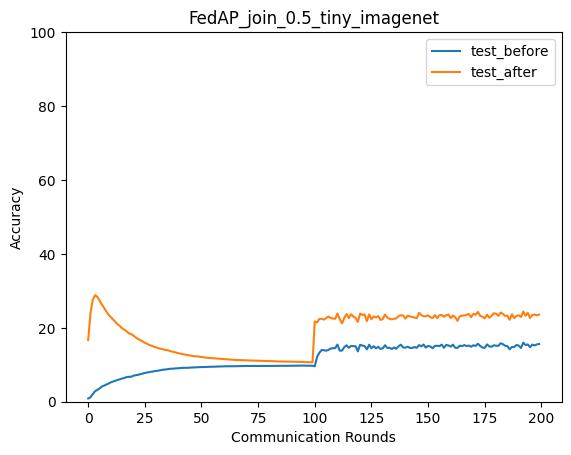 FedAP_join_0.5_tiny_imagenet
100
80
60
40
20
0
Accuracy
test_before
test_after
0 25 50 75 100 125 150 175 200
Communication Rounds